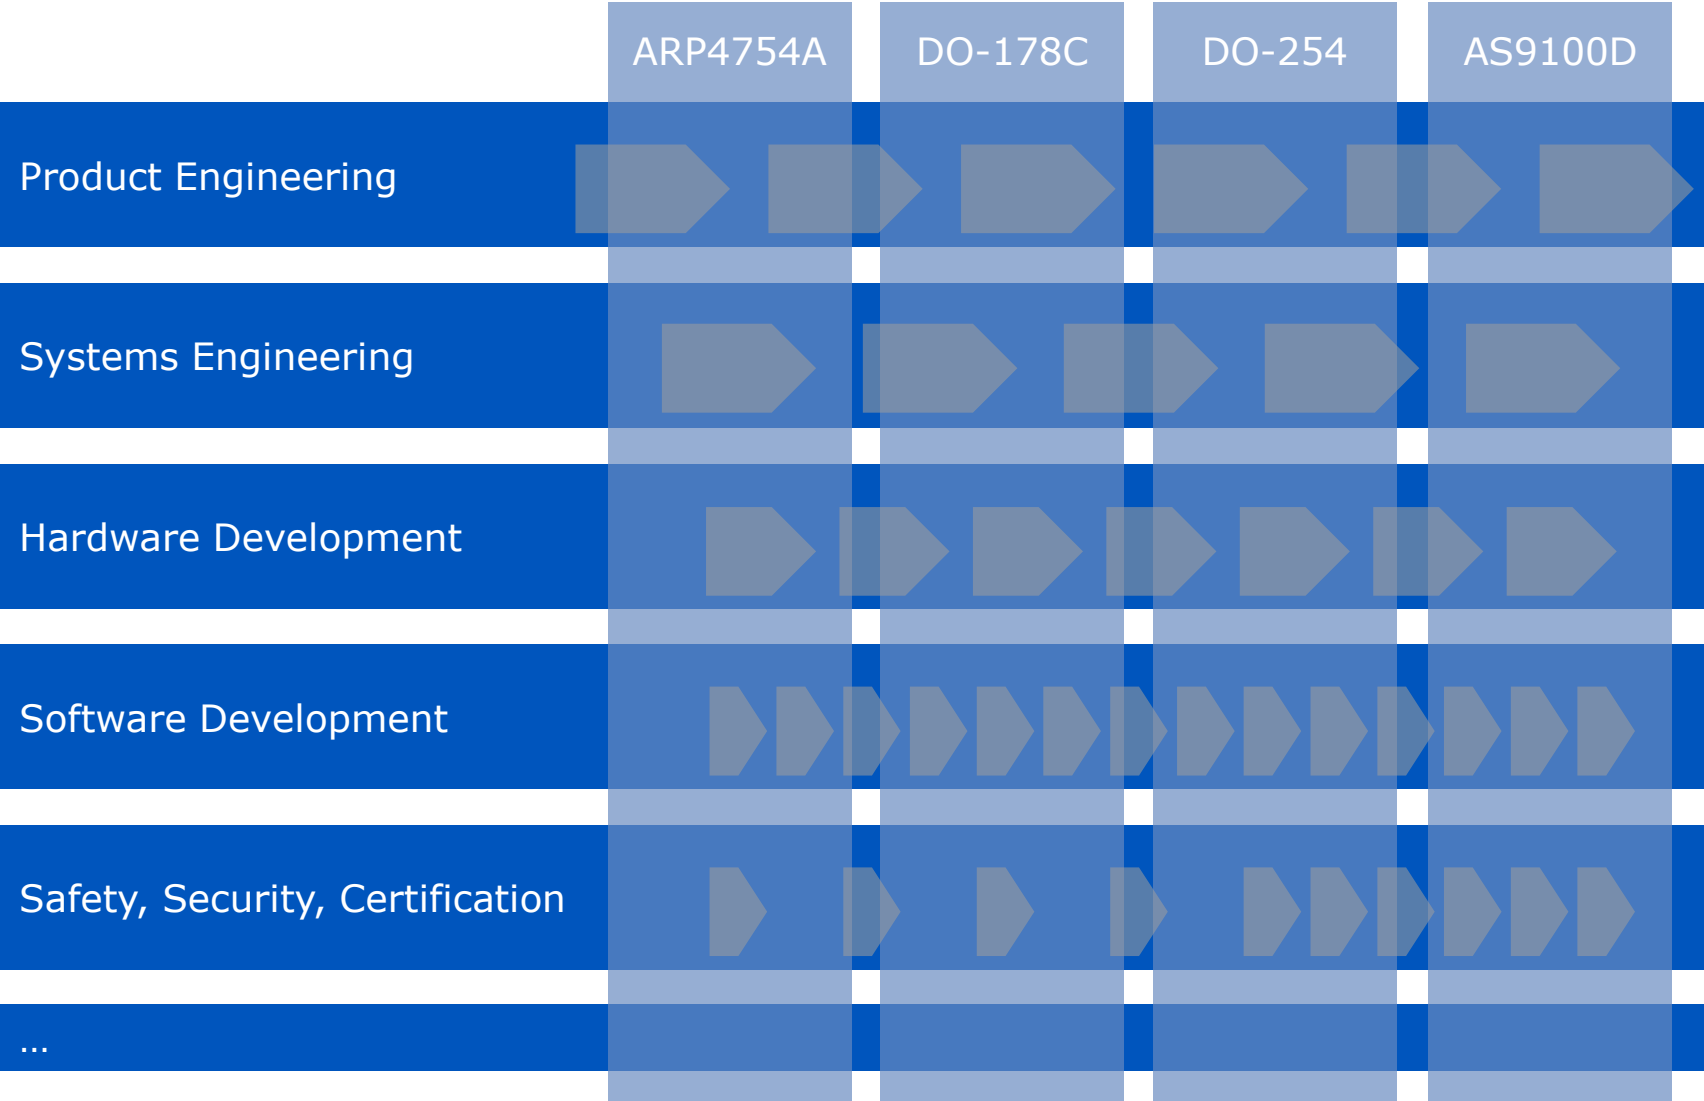 ARP4754A DO-178C DO-254 AS9100D
Product Engineering
Systems Engineering
Hardware Development
Software Development
Safety, Security, Certification
...